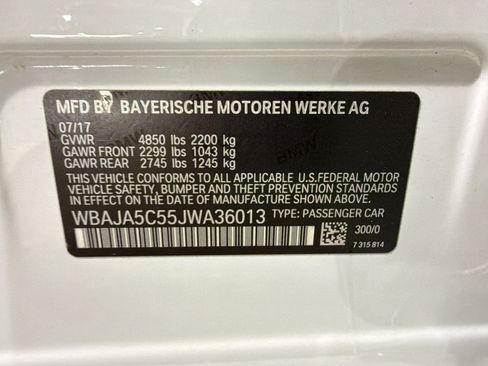 MFD BY BAYERISCHE MOTOREN WERKE AG
07/17
GVWR 4850 lbs 2200 kg
GAWR FRONT 2299 lbs 1043 kg
GAWR REAR 2745 lbs 1245 kg
THIS VEHICLE CONFORMS TO ALL APPLICABLE U.S.FEDERAL MOTOR
VEHICLE SAFETY, BUMPER AND THEFT PREVENTION STANDARDS
IN EFFECT ON THE DATE OF MANUFACTURE SHOWN ABOVE.
WBAJA5C55JWA36013 TYPE: PASSENGER CAR
300/0
7 315 814